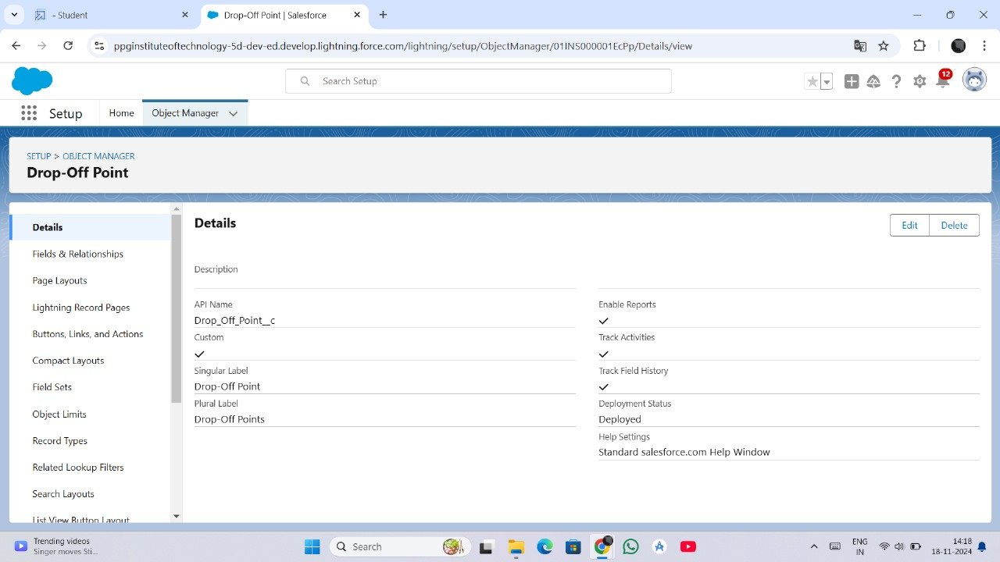 - Student
Drop-Off Point | Salesforce
ppginstituteoftechnology-5d-dev-ed.develop.lightning.force.com/lightning/setup/ObjectManager/01INS000001EcPp/Details/view
Search Setup
12
Setup
Home
Object Manager
SETUP > OBJECT MANAGER
Drop-Off Point
Details
Fields & Relationships
Page Layouts
Lightning Record Pages
Buttons, Links, and Actions
Compact Layouts
Field Sets
Object Limits
Record Types
Related Lookup Filters
Search Layouts
List View Button Layout
Details
Edit
Delete
Description
API Name
Drop_Off_Point__c
Custom
Singular Label
Drop-Off Point
Plural Label
Drop-Off Points
Enable Reports
Track Activities
Track Field History
Deployment Status
Deployed
Help Settings
Standard salesforce.com Help Window
Trending videos
Singer moves Sti...
Search
ENG
IN
14:18
18-11-2024